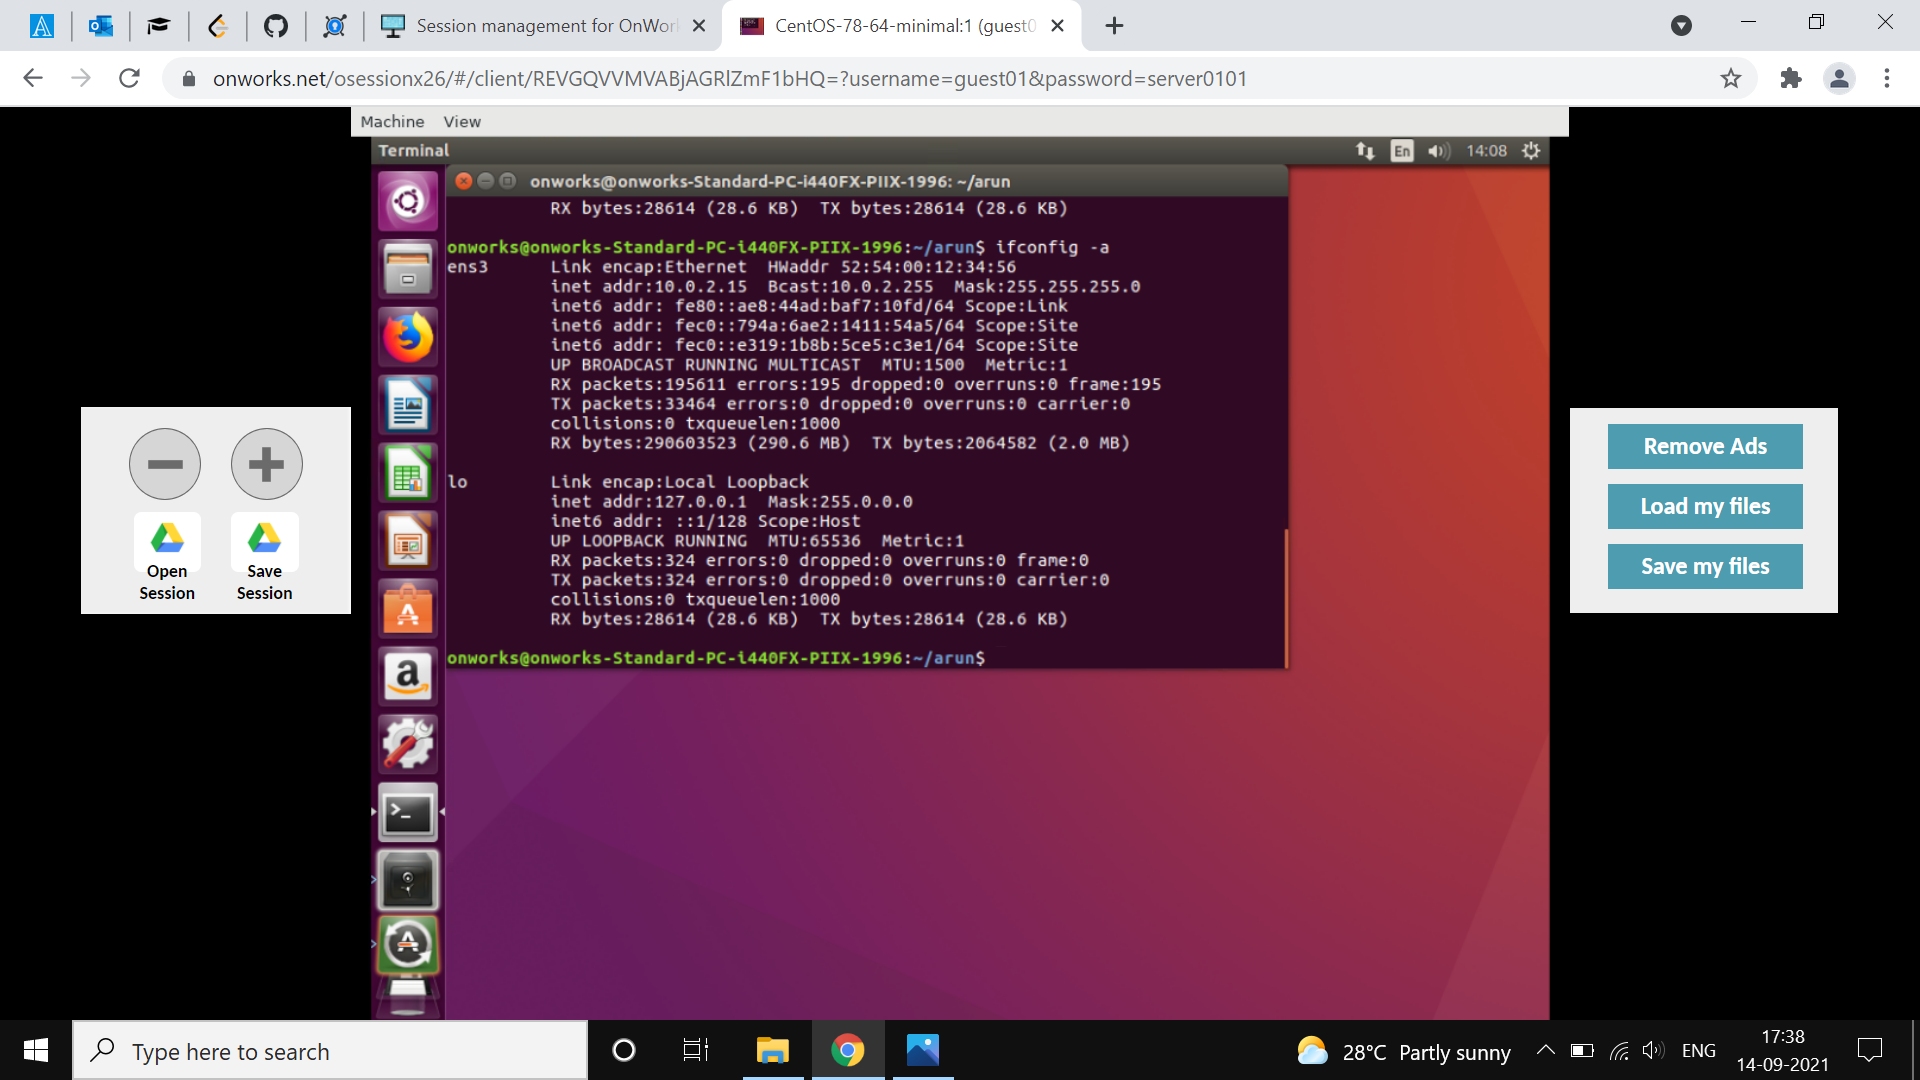 Session management for OnWor
CentOS-78-64-minimal:1 (guest0
onworks.net/osessionx26/#/client/REVGQVVMVABjAGRlZmF1bHQ=?username=guest01&password=server0101
Machine View
Terminal
En
14:08
onworks@onworks-Standard-PC-i440FX-PIIX-1996: ~/arun
RX bytes:28614 (28.6 KB)  TX bytes:28614 (28.6 KB)
onworks@onworks-Standard-PC-i440FX-PIIX-1996:~/arun$ ifconfig -a
ens3      Link encap:Ethernet  HWaddr 52:54:00:12:34:56
inet addr:10.0.2.15  Bcast:10.0.2.255  Mask:255.255.255.0
inet6 addr: fe80::ae8:44ad:baf7:10fd/64 Scope:Link
inet6 addr: fec0::794a:6ae2:1411:54a5/64 Scope:Site
inet6 addr: fec0::e319:1b8b:5ce5:c3e1/64 Scope:Site
UP BROADCAST RUNNING MULTICAST  MTU:1500  Metric:1
RX packets:195611 errors:195 dropped:0 overruns:0 frame:195
TX packets:33464 errors:0 dropped:0 overruns:0 carrier:0
collisions:0 txqueuelen:1000
RX bytes:290603523 (290.6 MB)  TX bytes:2064582 (2.0 MB)
lo        Link encap:Local Loopback
inet addr:127.0.0.1  Mask:255.0.0.0
inet6 addr: ::1/128 Scope:Host
UP LOOPBACK RUNNING  MTU:65536  Metric:1
RX packets:324 errors:0 dropped:0 overruns:0 frame:0
TX packets:324 errors:0 dropped:0 overruns:0 carrier:0
collisions:0 txqueuelen:1000
RX bytes:28614 (28.6 KB)  TX bytes:28614 (28.6 KB)
onworks@onworks-Standard-PC-i440FX-PIIX-1996:~/arun$
Open
Session
Save
Session
Remove Ads
Load my files
Save my files
Type here to search
28°C Partly sunny
ENG
17:38
14-09-2021